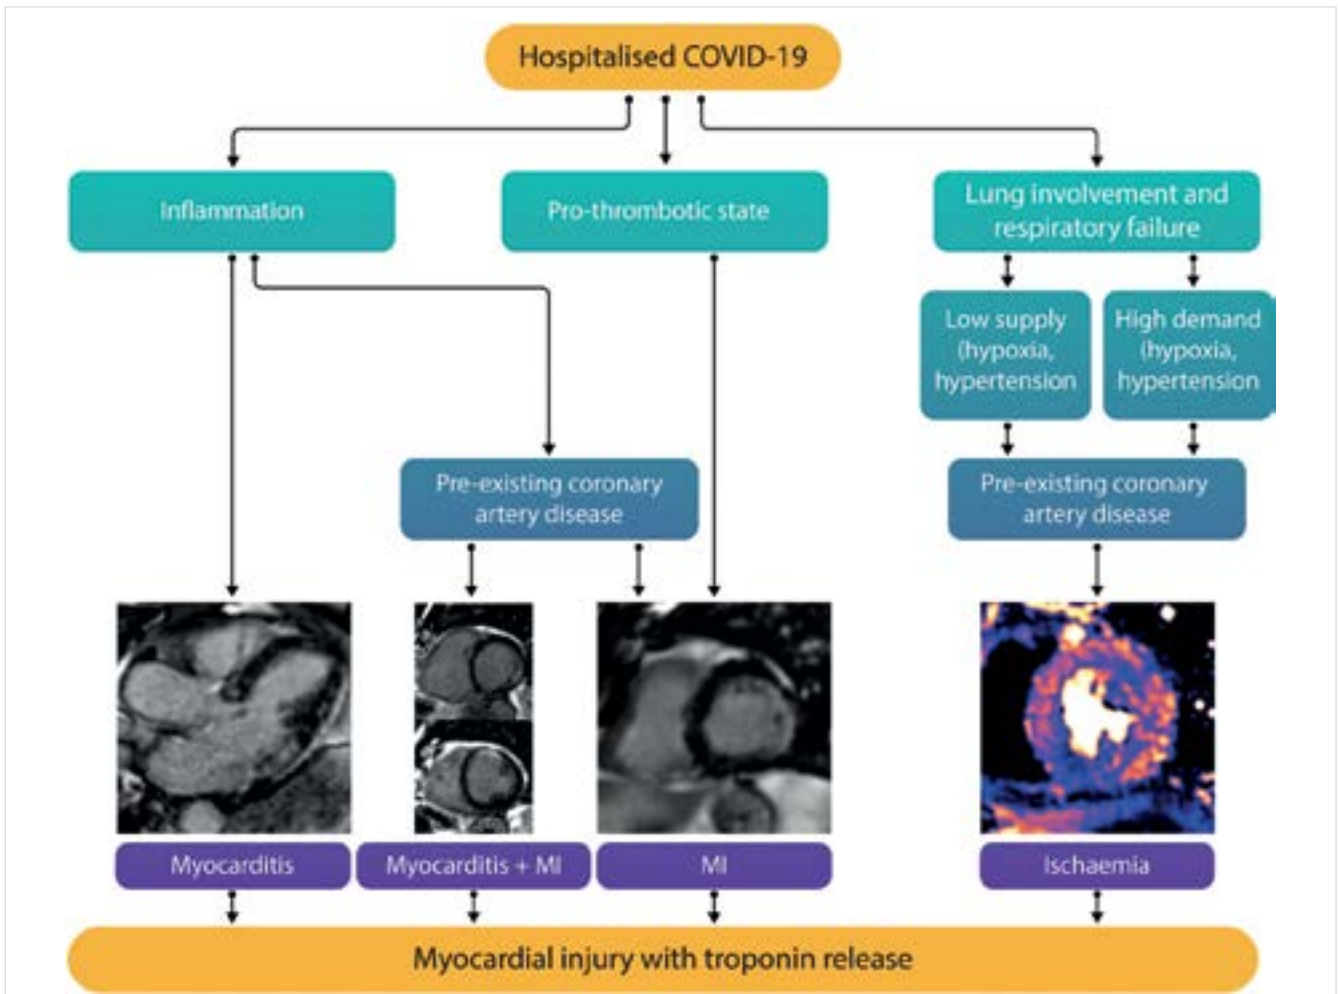 Hospitalised COVID-19
Inflammation
Pro-thrombotic state
Lung involvement and
respiratory failure
Low supply
(hypoxia,
hypertension
High demand
(hypoxia,
hypertension
Pre-existing coronary
artery disease
Pre-existing coronary
artery disease
Myocarditis
Myocarditis + MI
MI
Ischaemia
Myocardial injury with troponin release